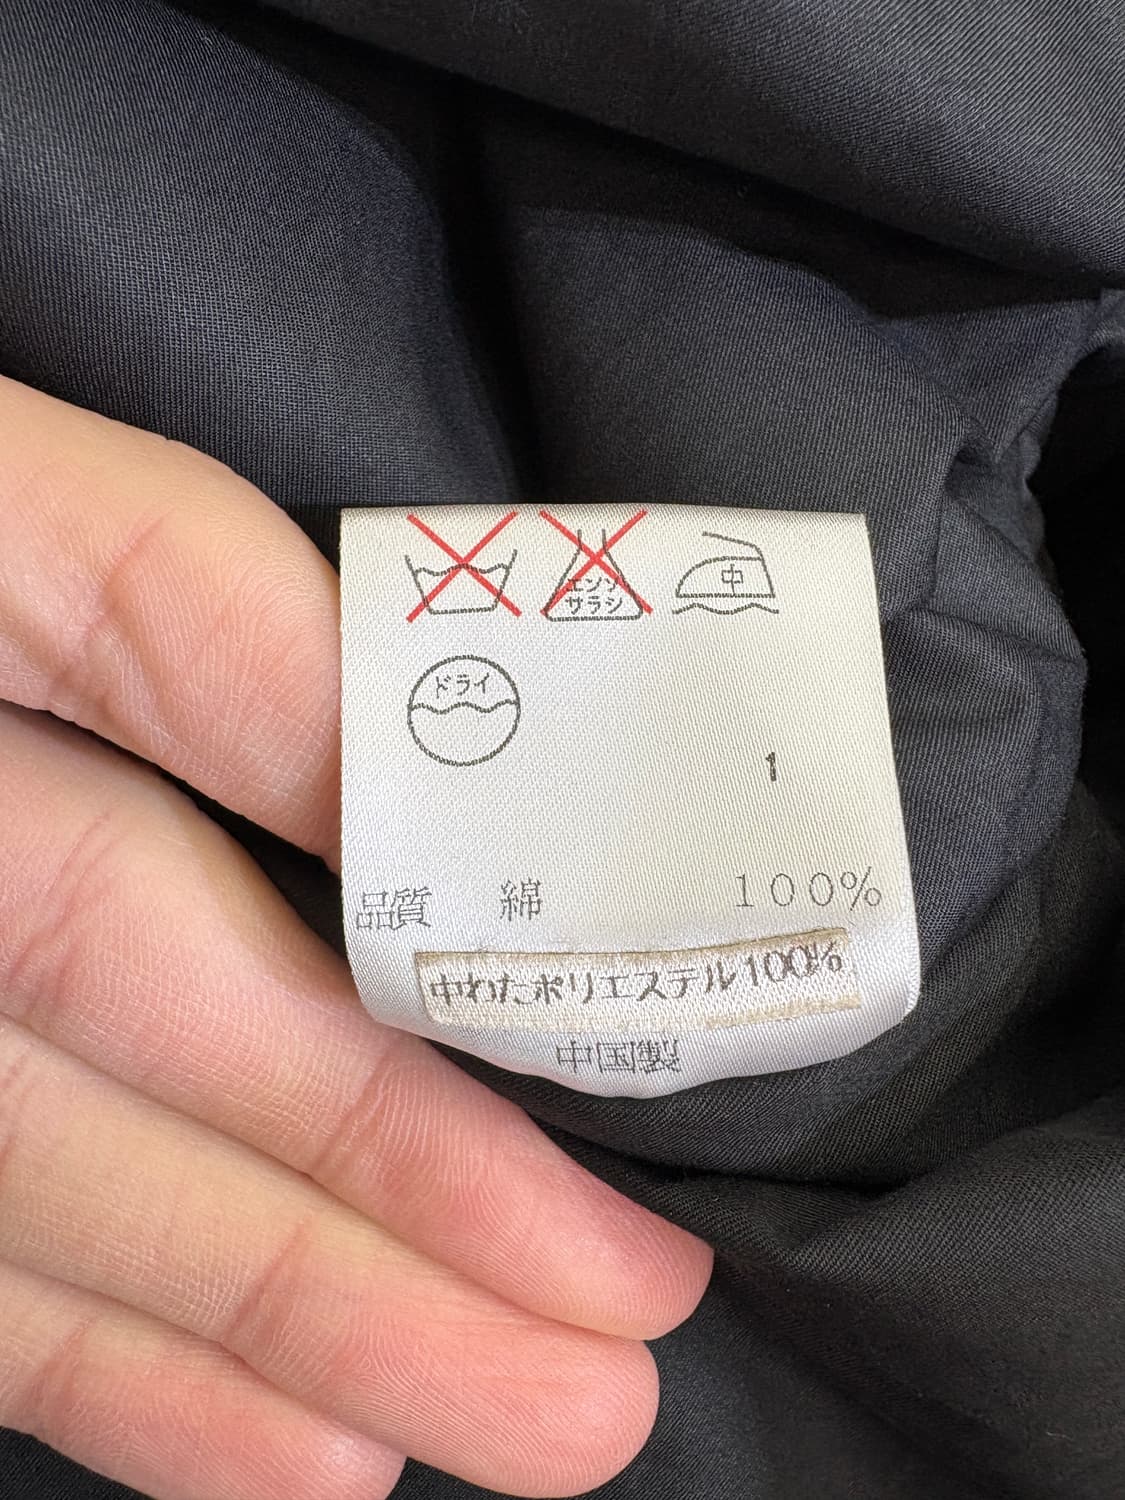 エンソ 中
サラシ
ドライ
1
品質 綿 100%
中わたポリエステル100%
中国製